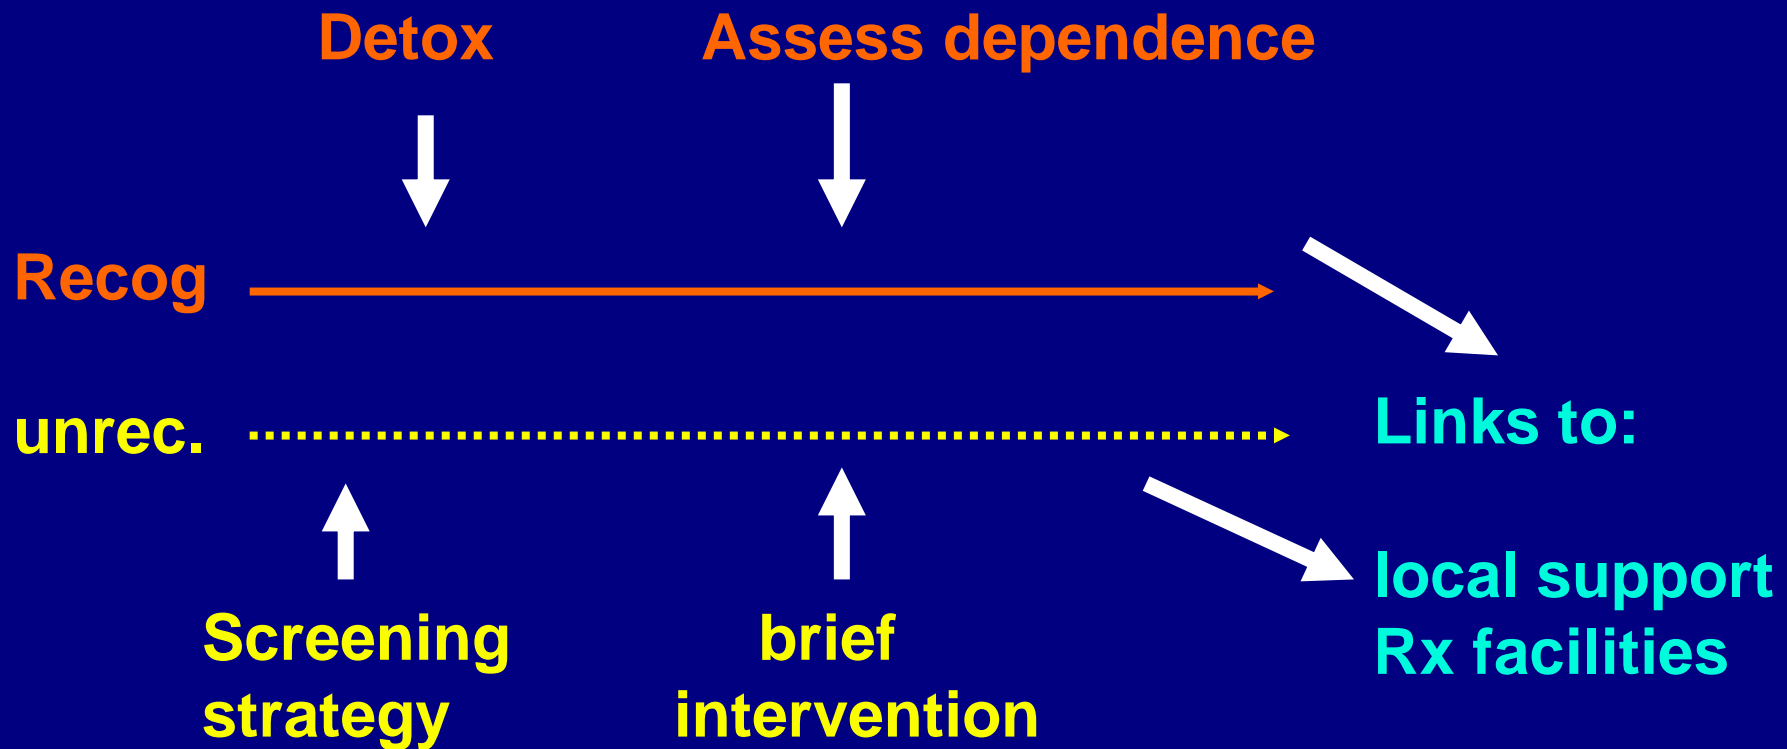 Detox
Assess dependence
Recog
unrec.
Links to:
local support
Rx facilities
Screening
strategy
brief
intervention